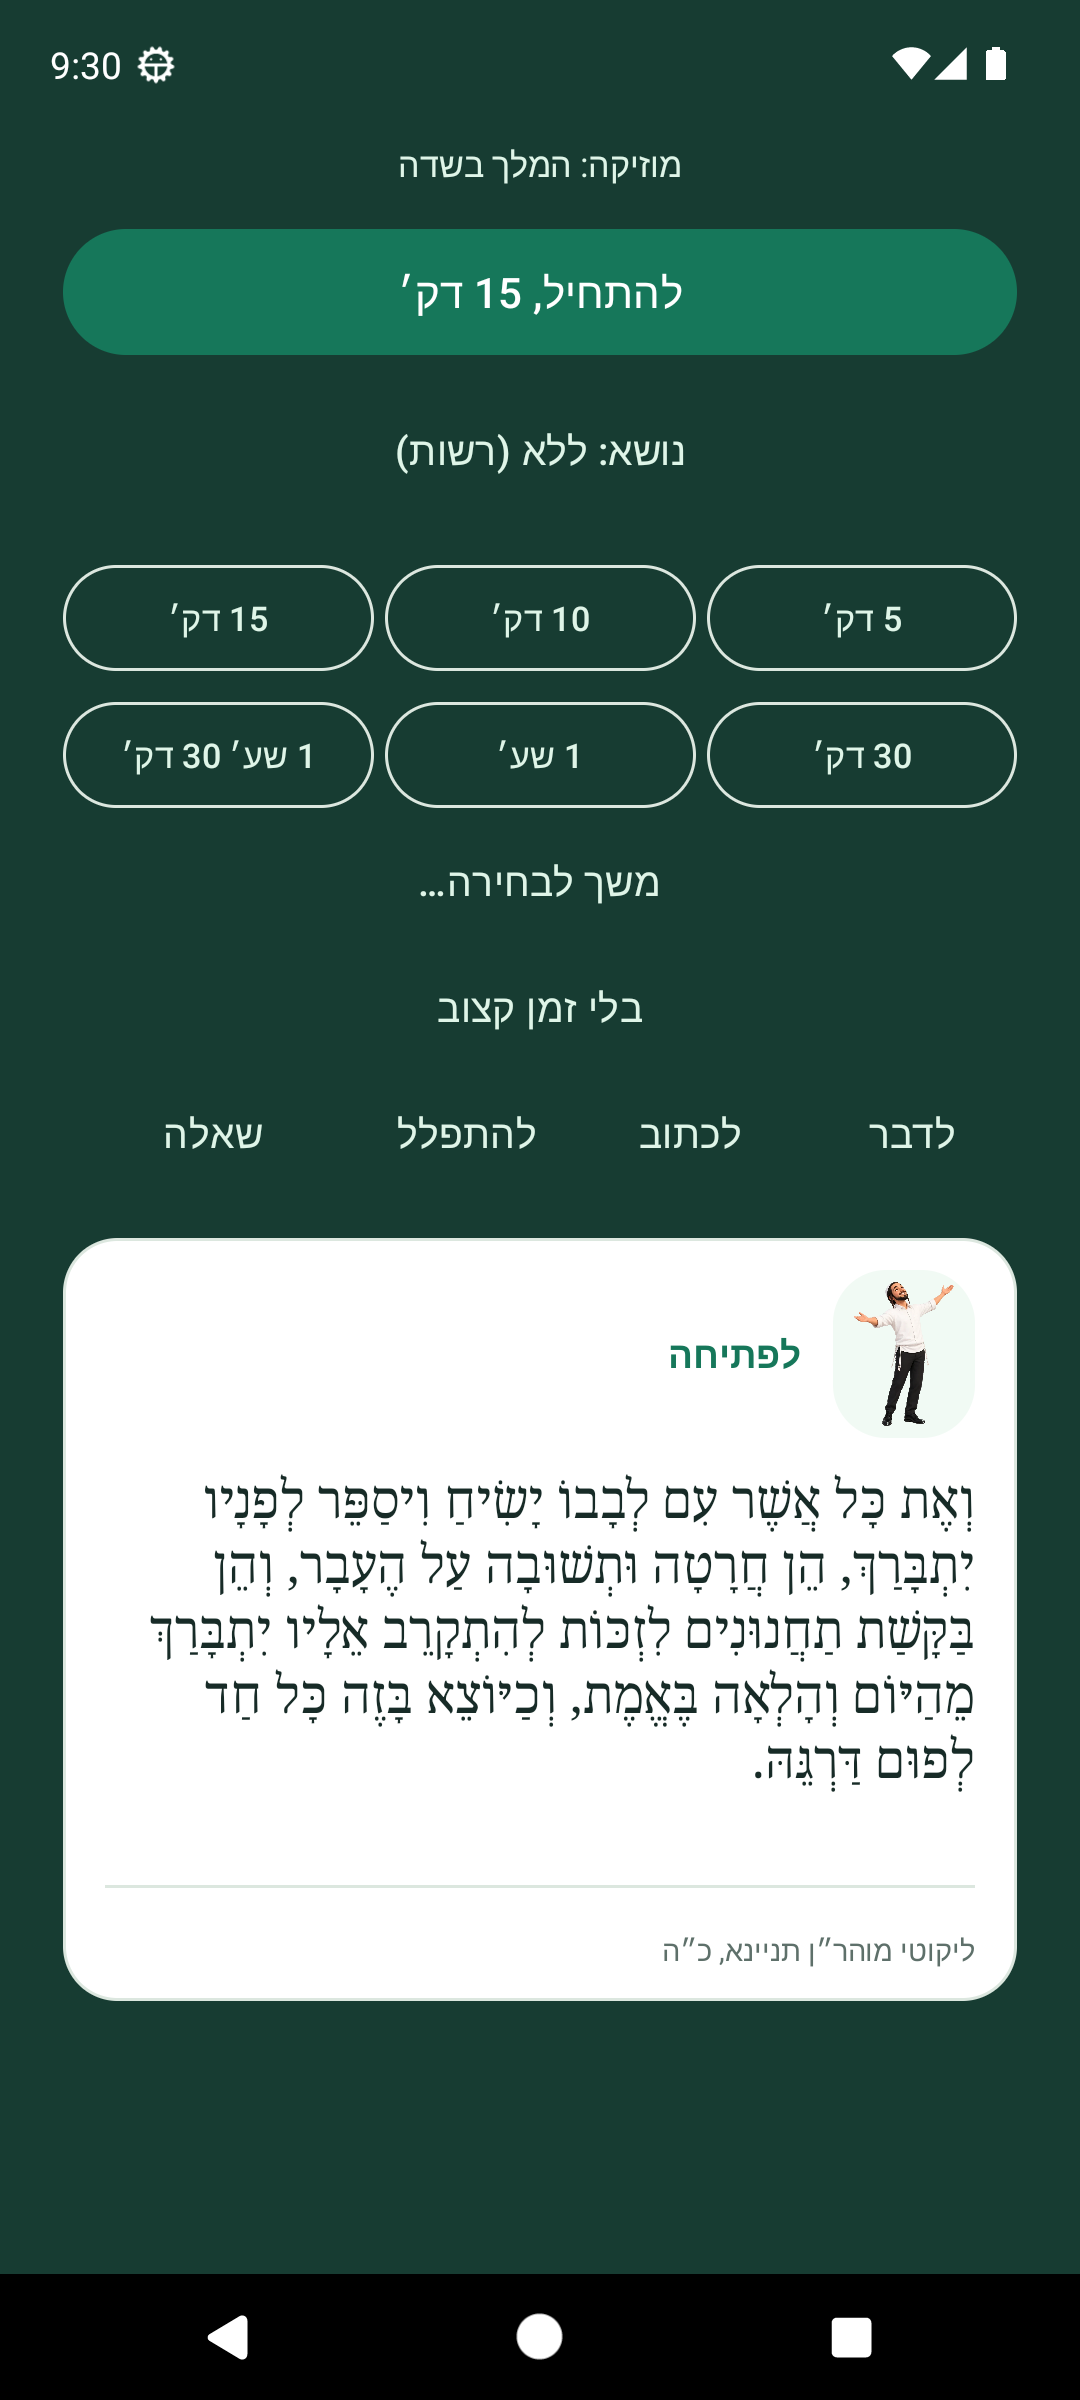 9:30
מוזיקה: המלך בשדה
להתחיל, 15 דק׳
נושא: ללא (רשות)
5 דק׳
10 דק׳
15 דק׳
30 דק׳
1 שע׳
1 שע׳ 30 דק׳
משך לבחירה...
בלי זמן קצוב
לדבר
לכתוב
להתפלל
שאלה
לפתיחה
וְאֶת כָּל אֲשֶׁר עִם לְבָבוֹ יָשִׂיחַ וִיסַפֵּר לְפָנָיו
יִתְבָּרַךְ, הֵן חֲרָטָה וּתְשׁוּבָה עַל הֶעָבָר, וְהֵן
בַּקָּשַׁת תַּחֲנוּנִים לִזְכּוֹת לְהִתְקָרֵב אֵלָיו יִתְבָּרַךְ
מֵהַיּוֹם וְהָלְאָה בֶּאֱמֶת, וְכַיּוֹצֵא בָּזֶה כָּל חַד
לְפוּם דַּרְגֵּהּ.
ליקוטי מוהר״ן תניינא, כ״ה